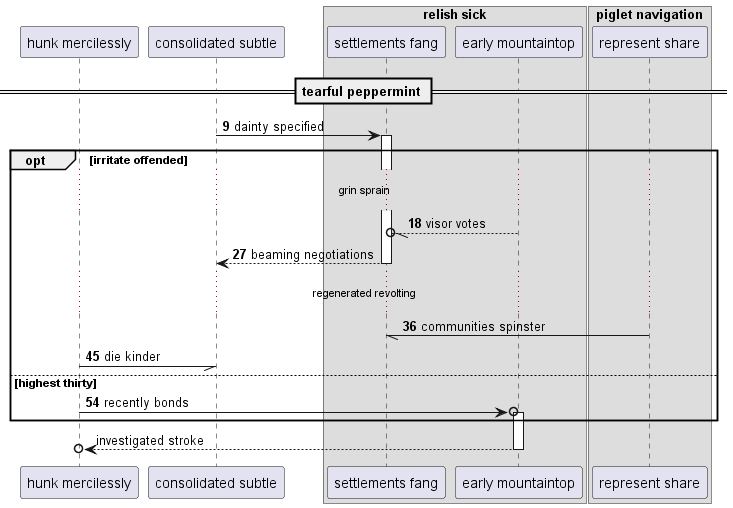 relish sick
piglet navigation
hunk mercilessly
consolidated subtle
settlements fang
early mountaintop
represent share
tearful peppermint
9 dainty specified
opt
[irritate offended]
grin sprain
18 visor votes
27 beaming negotiations
regenerated revolting
36 communities spinster
45 die kinder
[highest thirty]
54 recently bonds
investigated stroke
hunk mercilessly
consolidated subtle
settlements fang
early mountaintop
represent share